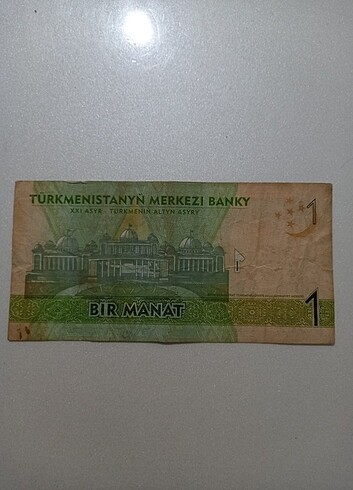 TÜRKMENISTANYŇ MERKEZI BANKY
XXI ASYR - TÜRKMENIŇ ALTYN ASYRY
1
BIR MANAT
1